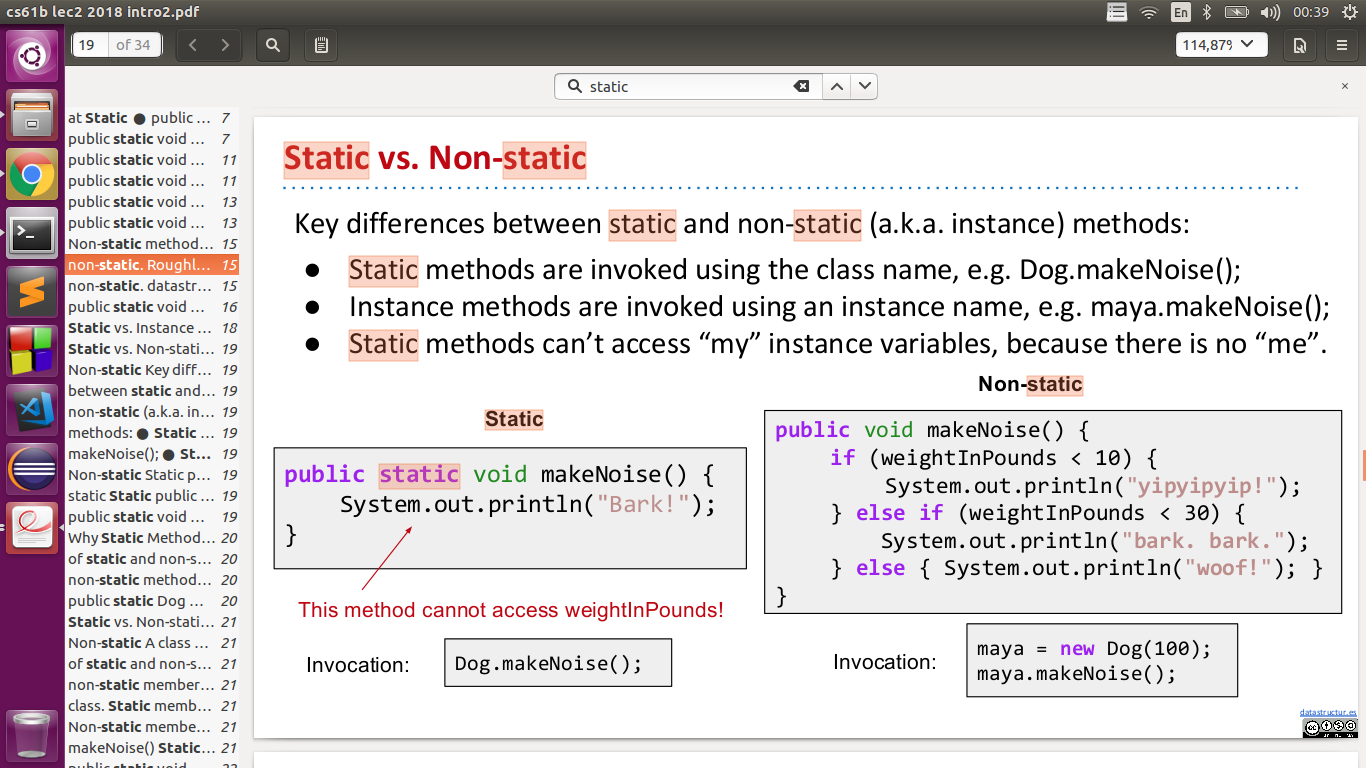 cs61b lec2 2018 intro2.pdf
En
00:39
19 of 34
114,87%
static
at Static ● public ... 7
public static void ... 7
public static void ... 11
public static void ... 11
public static void ... 13
public static void ... 13
Non-static method... 15
non-static. Roughl... 15
non-static. datastr... 15
public static void ... 16
Static vs. Instance ... 18
Static vs. Non-stati... 19
Non-static Key diff... 19
between static and... 19
non-static (a.k.a. in... 19
methods: ● Static ... 19
makeNoise(); ● St... 19
Non-static Static p... 19
static Static public ... 19
public static void ... 19
Why Static Method... 20
of static and non-s... 20
non-static method... 20
public static Dog ... 20
Static vs. Non-stati... 21
Non-static A class ... 21
of static and non-s... 21
non-static member... 21
class. Static memb... 21
Non-static membe... 21
makeNoise() Static... 21
public static void ... 22
Static vs. Non-static
Key differences between static and non-static (a.k.a. instance) methods:
● Static methods are invoked using the class name, e.g. Dog.makeNoise();
● Instance methods are invoked using an instance name, e.g. maya.makeNoise();
● Static methods can’t access “my” instance variables, because there is no “me”.
Static
public static void makeNoise() {
System.out.println("Bark!");
}
This method cannot access weightInPounds!
Invocation:
Dog.makeNoise();
Non-static
public void makeNoise() {
if (weightInPounds < 10) {
System.out.println("yipyipyip!");
} else if (weightInPounds < 30) {
System.out.println("bark. bark.");
} else { System.out.println("woof!"); }
}
Invocation:
maya = new Dog(100);
maya.makeNoise();
datastructur.es